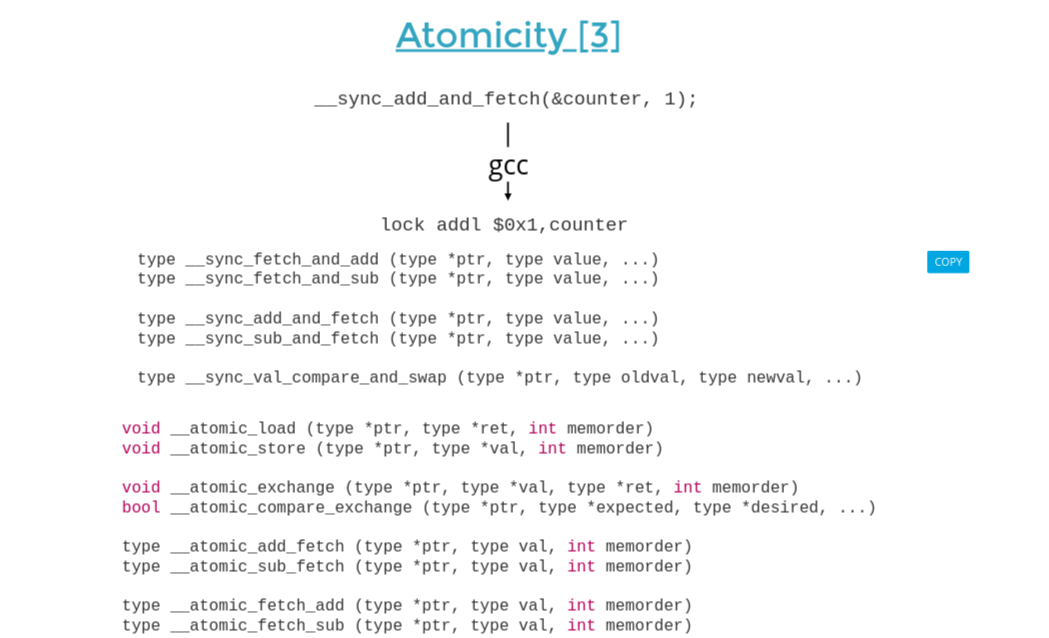 Atomicity [3]
__sync_add_and_fetch(&counter, 1);
|
gcc
lock addl $0x1,counter
type __sync_fetch_and_add (type *ptr, type value, ...)
COPY
type __sync_fetch_and_sub (type *ptr, type value, ...)
type __sync_add_and_fetch (type *ptr, type value, ...)
type __sync_sub_and_fetch (type *ptr, type value, ...)
type __sync_val_compare_and_swap (type *ptr, type oldval, type newval, ...)
void __atomic_load (type *ptr, type *ret, int memorder)
void __atomic_store (type *ptr, type *val, int memorder)
void __atomic_exchange (type *ptr, type *val, type *ret, int memorder)
bool __atomic_compare_exchange (type *ptr, type *expected, type *desired, ...)
type __atomic_add_fetch (type *ptr, type val, int memorder)
type __atomic_sub_fetch (type *ptr, type val, int memorder)
type __atomic_fetch_add (type *ptr, type val, int memorder)
type __atomic_fetch_sub (type *ptr, type val, int memorder)